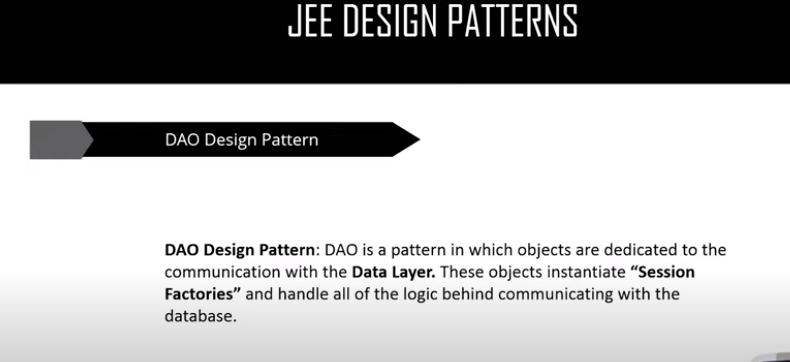 JEE DESIGN PATTERNS
DAO Design Pattern
DAO Design Pattern: DAO is a pattern in which objects are dedicated to the
communication with the Data Layer. These objects instantiate “Session
Factories” and handle all of the logic behind communicating with the
database.